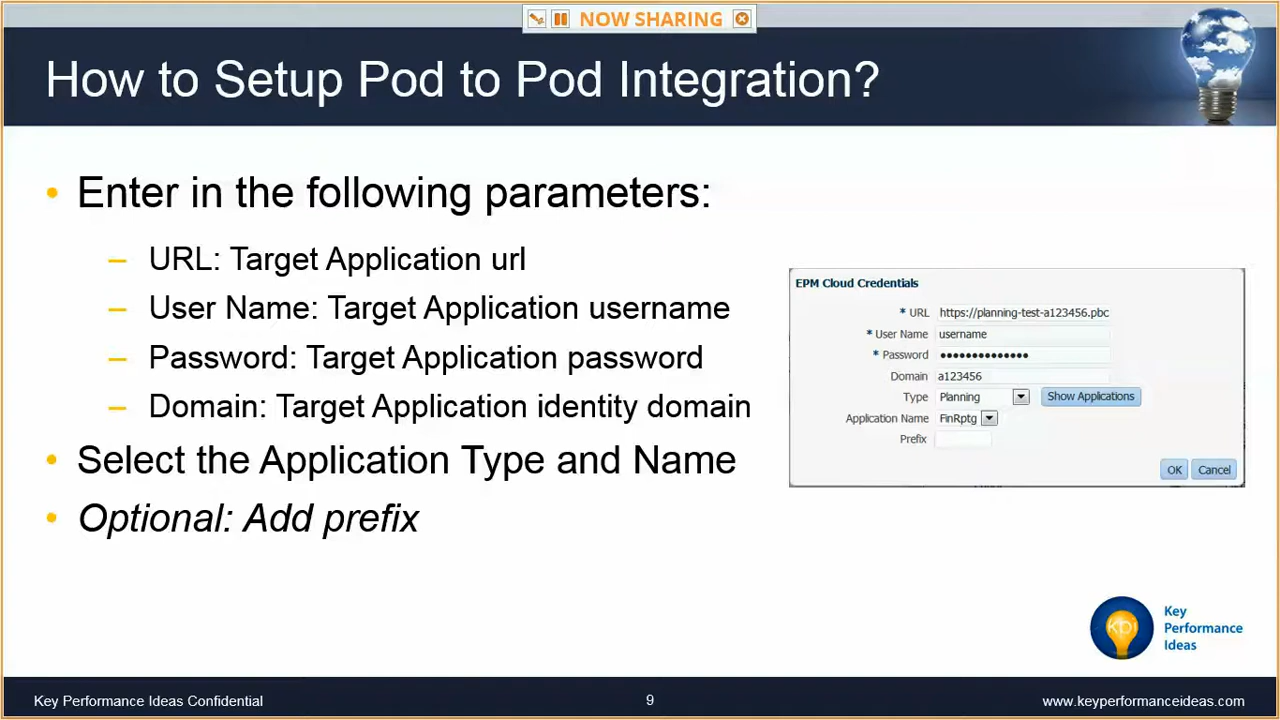 NOW SHARING
How to Setup Pod to Pod Integration?
• Enter in the following parameters:
– URL: Target Application url
– User Name: Target Application username
– Password: Target Application password
– Domain: Target Application identity domain
• Select the Application Type and Name
• Optional: Add prefix
EPM Cloud Credentials
* URL https://planning-test-a123456.pbc
* User Name username
* Password ••••••••••••••
Domain a123456
Type Planning Show Applications
Application Name FinRptg
Prefix
OK Cancel
kpi
Key
Performance
Ideas
Key Performance Ideas Confidential
9
www.keyperformanceideas.com